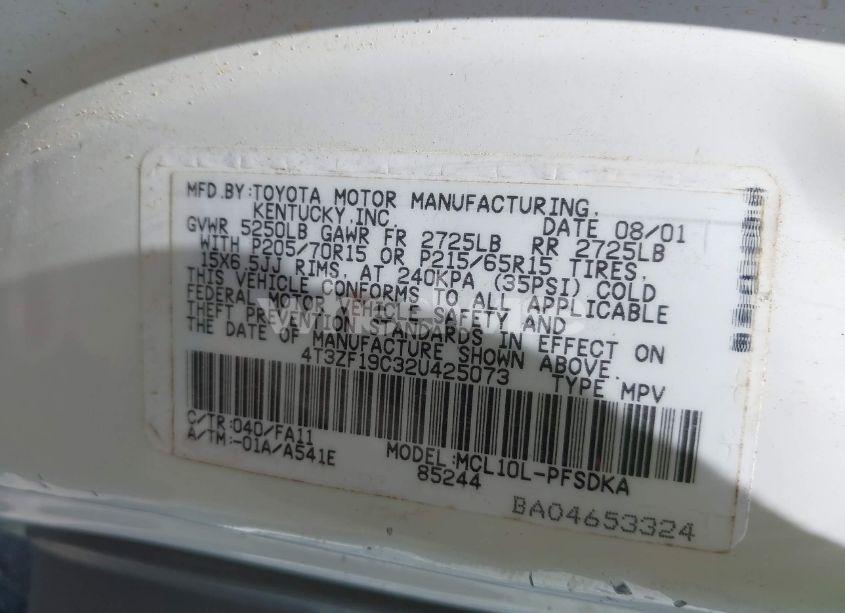 MFD.BY:TOYOTA MOTOR MANUFACTURING,
KENTUCKY,INC. DATE 08/01
GVWR 5250LB GAWR FR 2725LB RR 2725LB
WITH P205/70R15 OR P215/65R15 TIRES,
15X6.5JJ RIMS, AT 240KPA (35PSI) COLD
THIS VEHICLE CONFORMS TO ALL APPLICABLE
FEDERAL MOTOR VEHICLE SAFETY AND
THEFT PREVENTION STANDARDS IN EFFECT ON
THE DATE OF MANUFACTURE SHOWN ABOVE.
4T3ZF19C32U425073 TYPE MPV
C/TR:040/FA11
A/TM:-01A/A541E MODEL:MCL10L-PFSDKA
85244
BA04653324